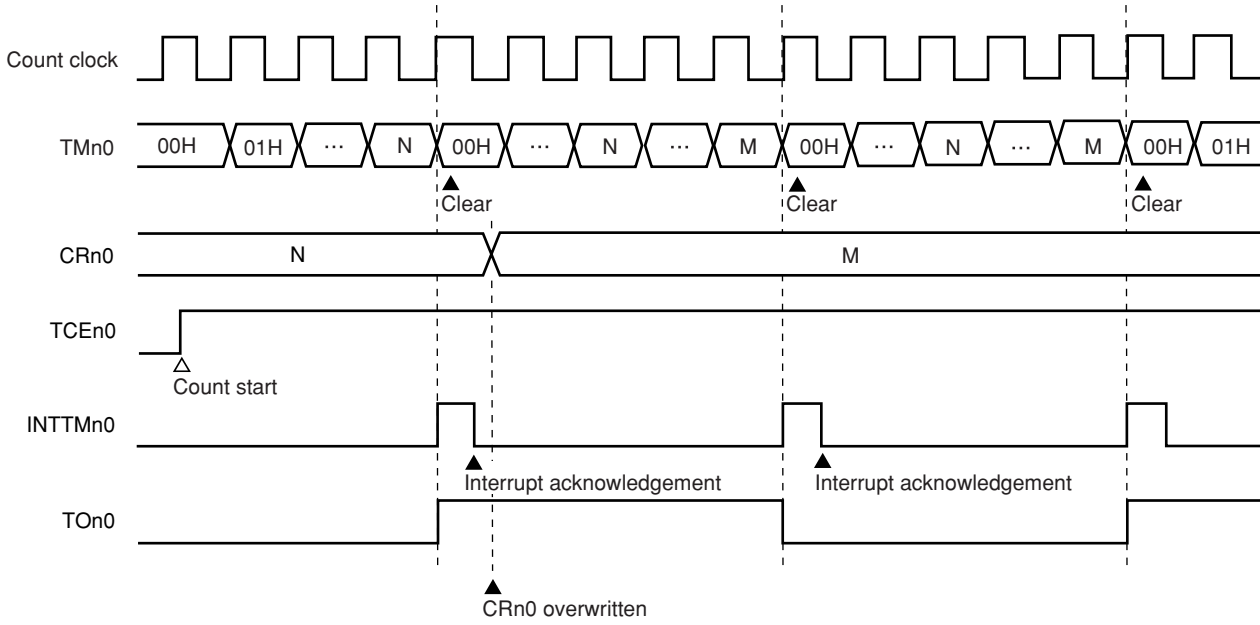 Count clock
TMn0 00H 01H ... N 00H ... N ... M 00H ... N ... M 00H 01H
Clear Clear Clear
CRn0 N M
TCEn0
Count start
INTTMn0
Interrupt acknowledgement Interrupt acknowledgement
TOn0
CRn0 overwritten